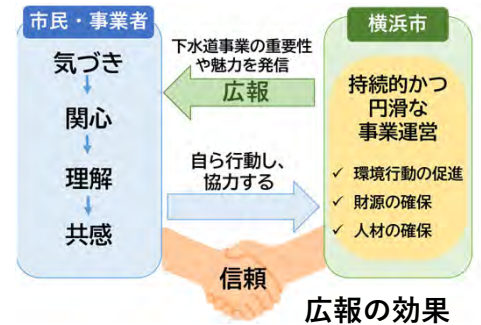 市民・事業者
気づき
関心
理解
共感
下水道事業の重要性
や魅力を発信
広報
自ら行動し、
協力する
信頼
横浜市
持続的かつ
円滑な
事業運営
✓ 環境行動の促進
✓ 財源の確保
✓ 人材の確保
広報の効果